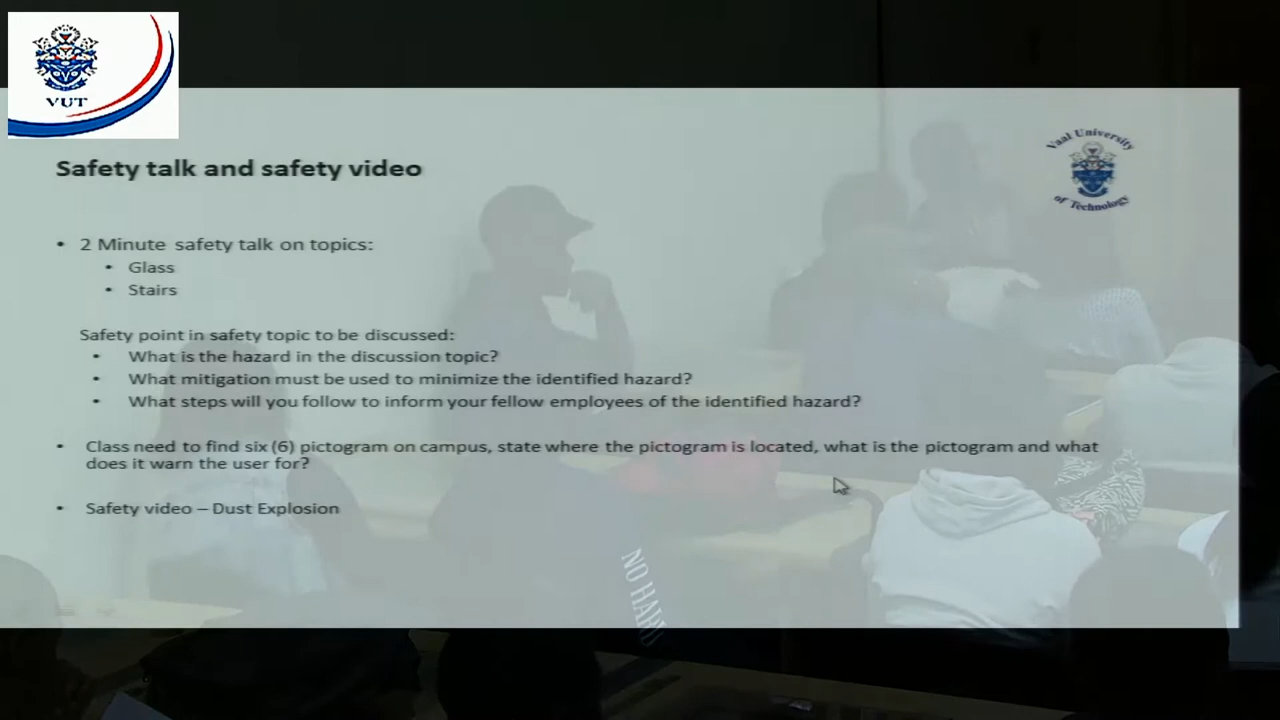 VUT
Vaal University
of Technology
Safety talk and safety video
• 2 Minute safety talk on topics:
• Glass
• Stairs
Safety point in safety topic to be discussed:
• What is the hazard in the discussion topic?
• What mitigation must be used to minimize the identified hazard?
• What steps will you follow to inform your fellow employees of the identified hazard?
• Class need to find six (6) pictogram on campus, state where the pictogram is located, what is the pictogram and what
does it warn the user for?
• Safety video – Dust Explosion
NO HARD